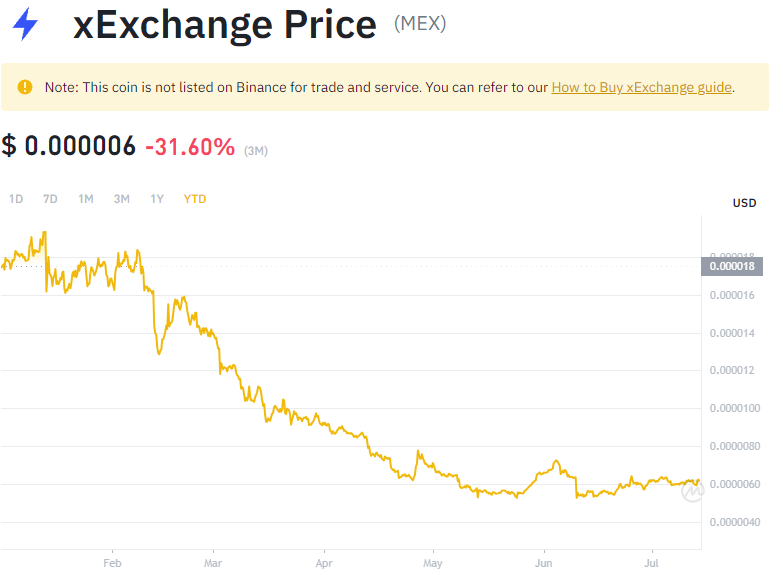 xExchange Price (MEX)
Note: This coin is not listed on Binance for trade and service. You can refer to our How to Buy xExchange guide.
$ 0.000006 -31.60% (3M)
1D 7D 1M 3M 1Y YTD
USD
0.000018
0.000018
0.000016
0.000014
0.000012
0.0000100
0.0000080
0.0000060
0.0000040
Feb Mar Apr May Jun Jul